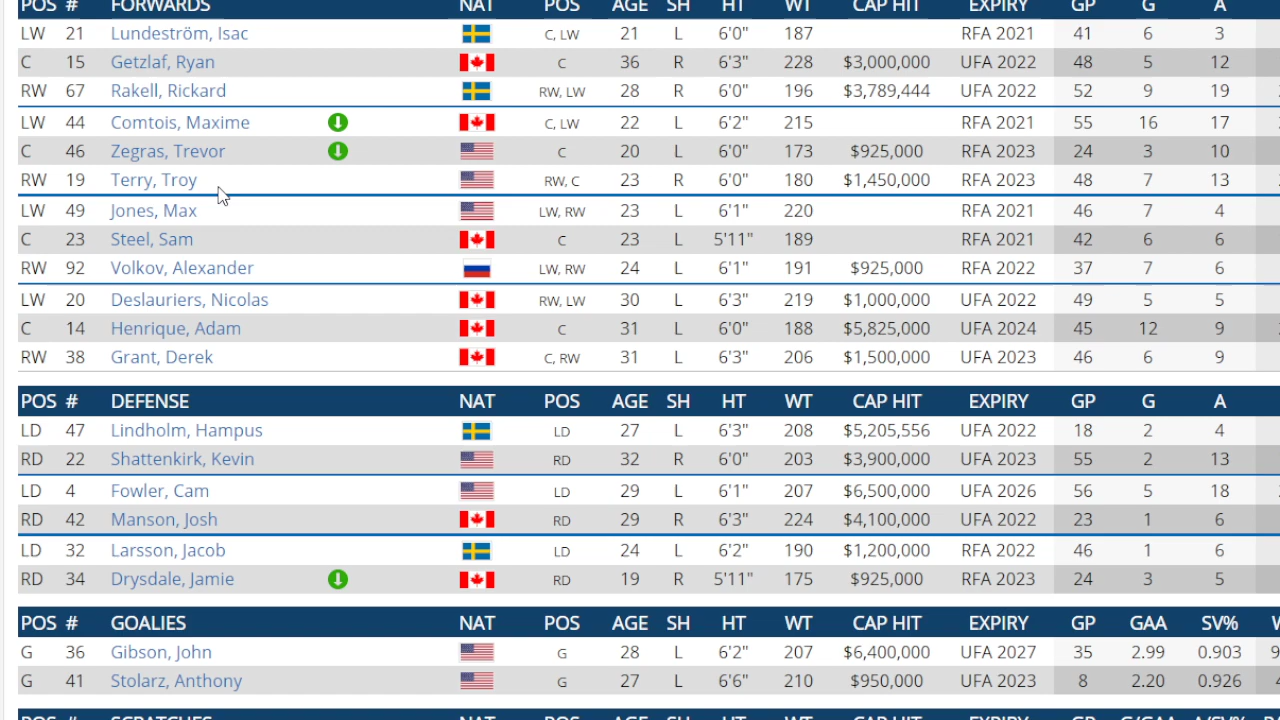 POS # FORWARDS NAT POS AGE SH HT WT CAP HIT EXPIRY GP G A
LW 21 Lundeström, Isac C, LW 21 L 6'0" 187 RFA 2021 41 6 3
C 15 Getzlaf, Ryan C 36 R 6'3" 228 $3,000,000 UFA 2022 48 5 12
RW 67 Rakell, Rickard RW, LW 28 R 6'0" 196 $3,789,444 UFA 2022 52 9 19
LW 44 Comtois, Maxime C, LW 22 L 6'2" 215 RFA 2021 55 16 17
C 46 Zegras, Trevor C 20 L 6'0" 173 $925,000 RFA 2023 24 3 10
RW 19 Terry, Troy RW, C 23 R 6'0" 180 $1,450,000 RFA 2023 48 7 13
LW 49 Jones, Max LW, RW 23 L 6'1" 220 RFA 2021 46 7 4
C 23 Steel, Sam C 23 L 5'11" 189 RFA 2021 42 6 6
RW 92 Volkov, Alexander LW, RW 24 L 6'1" 191 $925,000 RFA 2022 37 7 6
LW 20 Deslauriers, Nicolas RW, LW 30 L 6'3" 219 $1,000,000 UFA 2022 49 5 5
C 14 Henrique, Adam C 31 L 6'0" 188 $5,825,000 UFA 2024 45 12 9
RW 38 Grant, Derek C, RW 31 L 6'3" 206 $1,500,000 UFA 2023 46 6 9
POS # DEFENSE NAT POS AGE SH HT WT CAP HIT EXPIRY GP G A
LD 47 Lindholm, Hampus LD 27 L 6'3" 208 $5,205,556 UFA 2022 18 2 4
RD 22 Shattenkirk, Kevin RD 32 R 6'0" 203 $3,900,000 UFA 2023 55 2 13
LD 4 Fowler, Cam LD 29 L 6'1" 207 $6,500,000 UFA 2026 56 5 18
RD 42 Manson, Josh RD 29 R 6'3" 224 $4,100,000 UFA 2022 23 1 6
LD 32 Larsson, Jacob LD 24 L 6'2" 190 $1,200,000 RFA 2022 46 1 6
RD 34 Drysdale, Jamie RD 19 R 5'11" 175 $925,000 RFA 2023 24 3 5
POS # GOALIES NAT POS AGE SH HT WT CAP HIT EXPIRY GP GAA SV%
G 36 Gibson, John G 28 L 6'2" 207 $6,400,000 UFA 2027 35 2.99 0.903 9
G 41 Stolarz, Anthony G 27 L 6'6" 210 $950,000 UFA 2023 8 2.20 0.926
POS # SCRATCHES NAT POS AGE SH HT WT CAP HIT EXPIRY GP